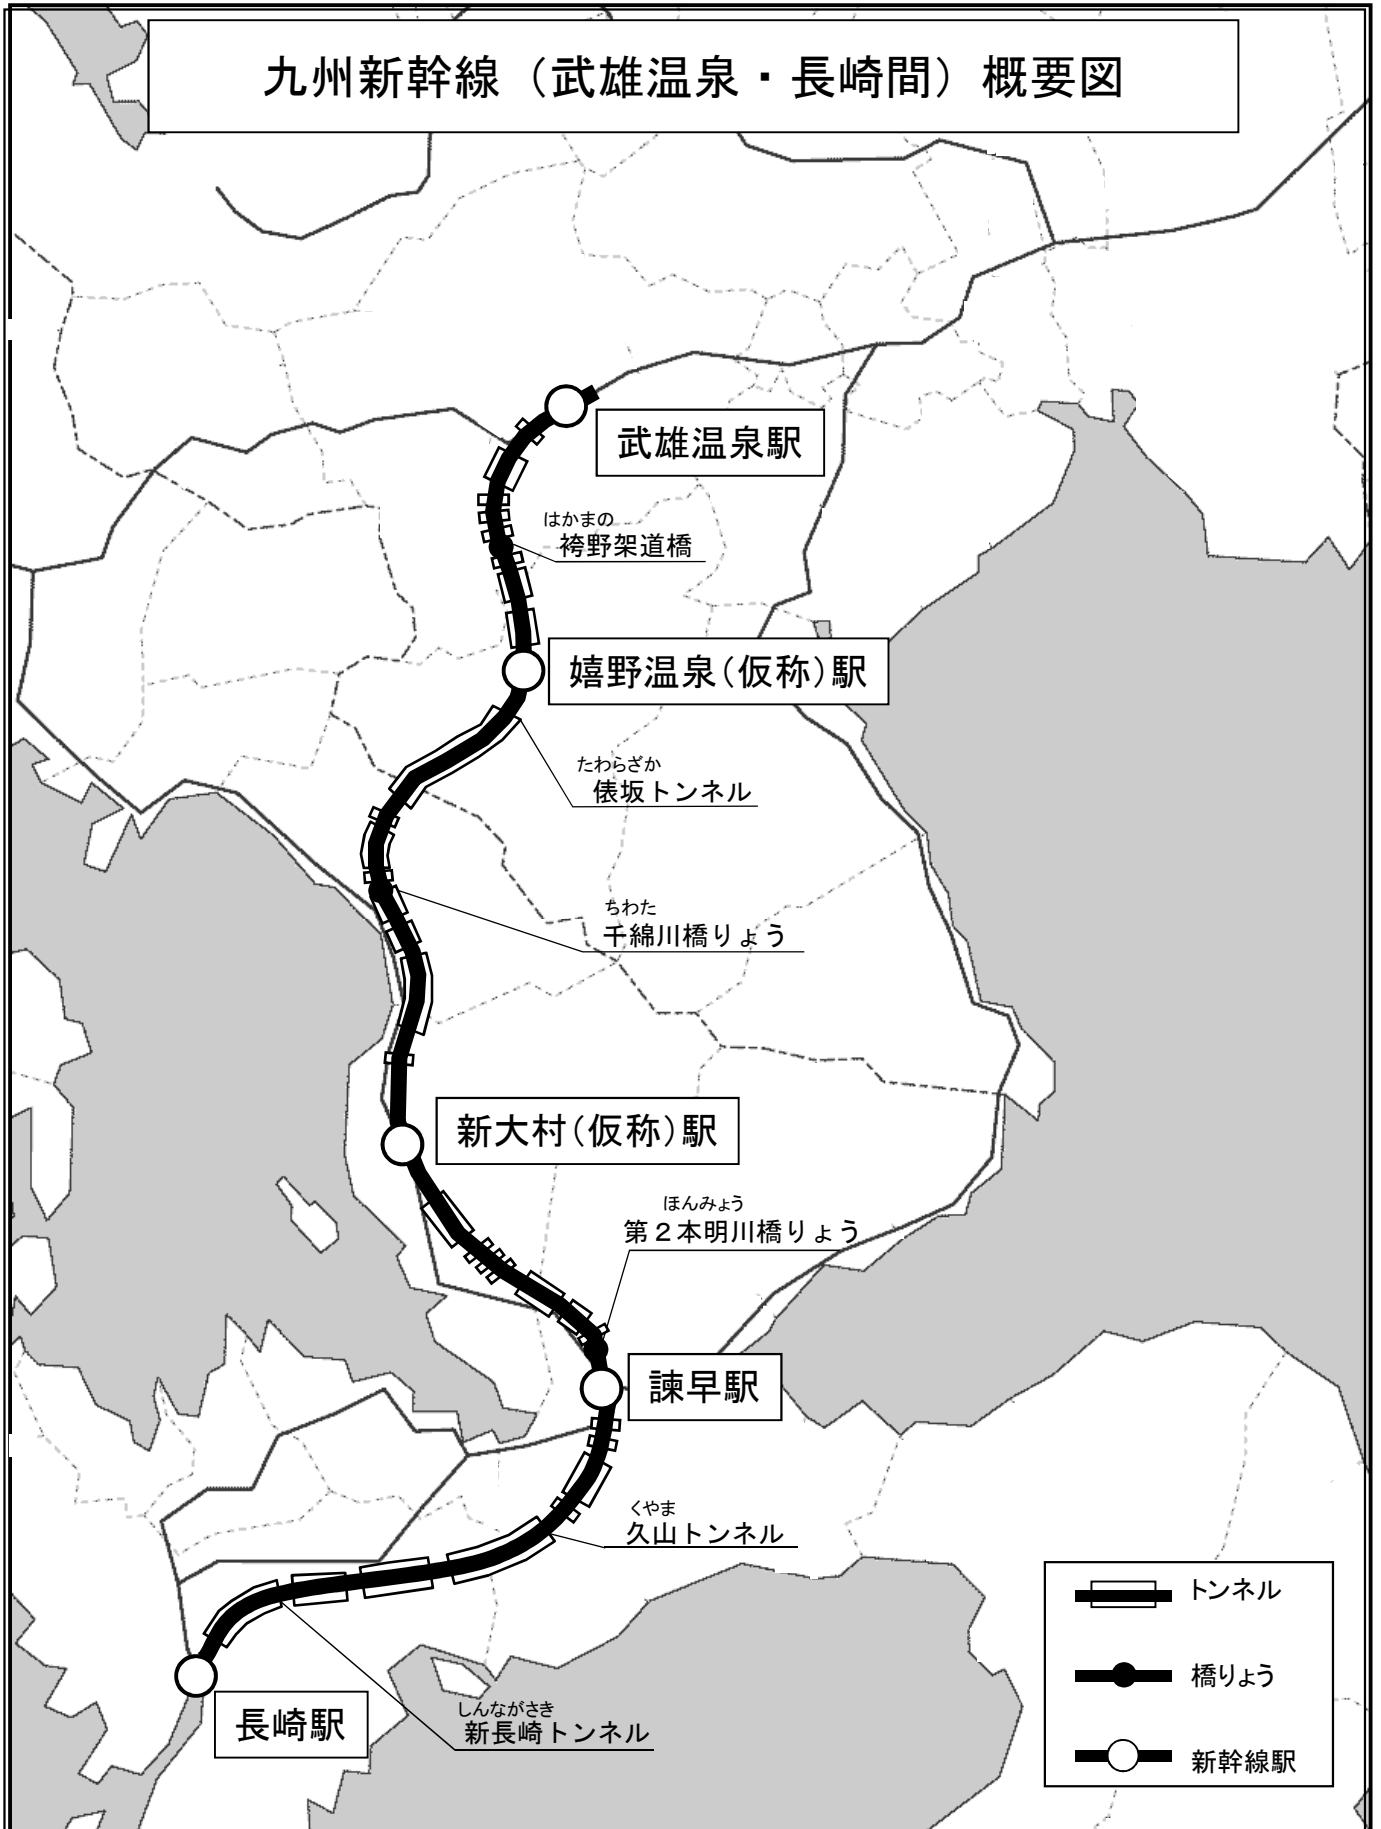 九州新幹線（武雄温泉・長崎間）概要図
武雄温泉駅
はかまの
袴野架道橋
嬉野温泉(仮称)駅
たわらざか
俵坂トンネル
ちわた
千綿川橋りょう
新大村(仮称)駅
ほんみょう
第２本明川橋りょう
諫早駅
くやま
久山トンネル
トンネル
橋りょう
長崎駅
しんながさき
新長崎トンネル
新幹線駅